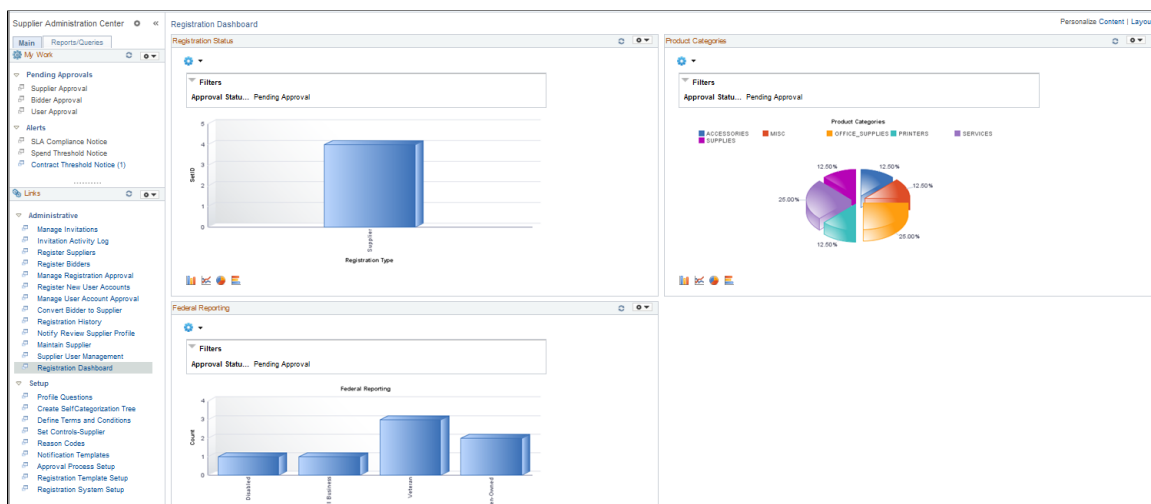 Supplier Administration Center
Main
Reports/Queries
My Work
Pending Approvals
Supplier Approval
Bidder Approval
User Approval
Alerts
SLA Compliance Notice
Spend Threshold Notice
Contract Threshold Notice (1)
Links
Administrative
Manage Invitations
Invitation Activity Log
Register Suppliers
Register Bidders
Manage Registration Approval
Register New User Accounts
Manage User Account Approval
Convert Bidder to Supplier
Registration History
Notify Review Supplier Profile
Maintain Supplier
Supplier User Management
Registration Dashboard
Setup
Profile Questions
Create SelfCategorization Tree
Define Terms and Conditions
Set Controls-Supplier
Reason Codes
Notification Templates
Approval Process Setup
Registration Template Setup
Registration System Setup
Registration Dashboard
Personalize Content | Layou
Registration Status
Filters
Approval Statu... Pending Approval
5
4
3
2
1
0
SetID
Supplier
Registration Type
Product Categories
Filters
Approval Statu... Pending Approval
Product Categories
ACCESSORIES MISC OFFICE_SUPPLIES PRINTERS SERVICES
SUPPLIES
12.50% 12.50%
12.50%
25.00%
12.50%
25.00%
Federal Reporting
Filters
Approval Statu... Pending Approval
Federal Reporting
4
3
2
1
0
Count
Disabled
Business
Veteran
n-Owned